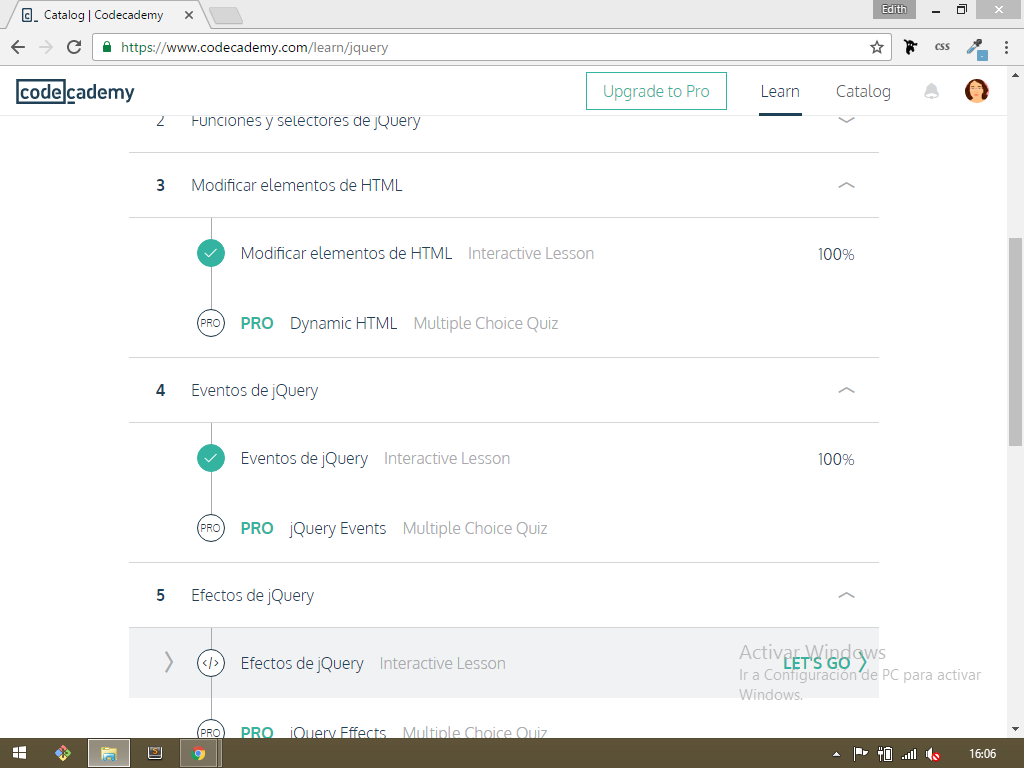 Catalog | Codecademy
Edith
https://www.codecademy.com/learn/jquery
css
codecademy
Upgrade to Pro
Learn
Catalog
2 Funciones y selectores de jQuery
3 Modificar elementos de HTML
Modificar elementos de HTML Interactive Lesson 100%
PRO PRO Dynamic HTML Multiple Choice Quiz
4 Eventos de jQuery
Eventos de jQuery Interactive Lesson 100%
PRO PRO jQuery Events Multiple Choice Quiz
5 Efectos de jQuery
</> Efectos de jQuery Interactive Lesson LET'S GO
Activar Windows
Ir a Configuración de PC para activar
Windows.
PRO PRO jQuery Effects Multiple Choice Quiz
16:06